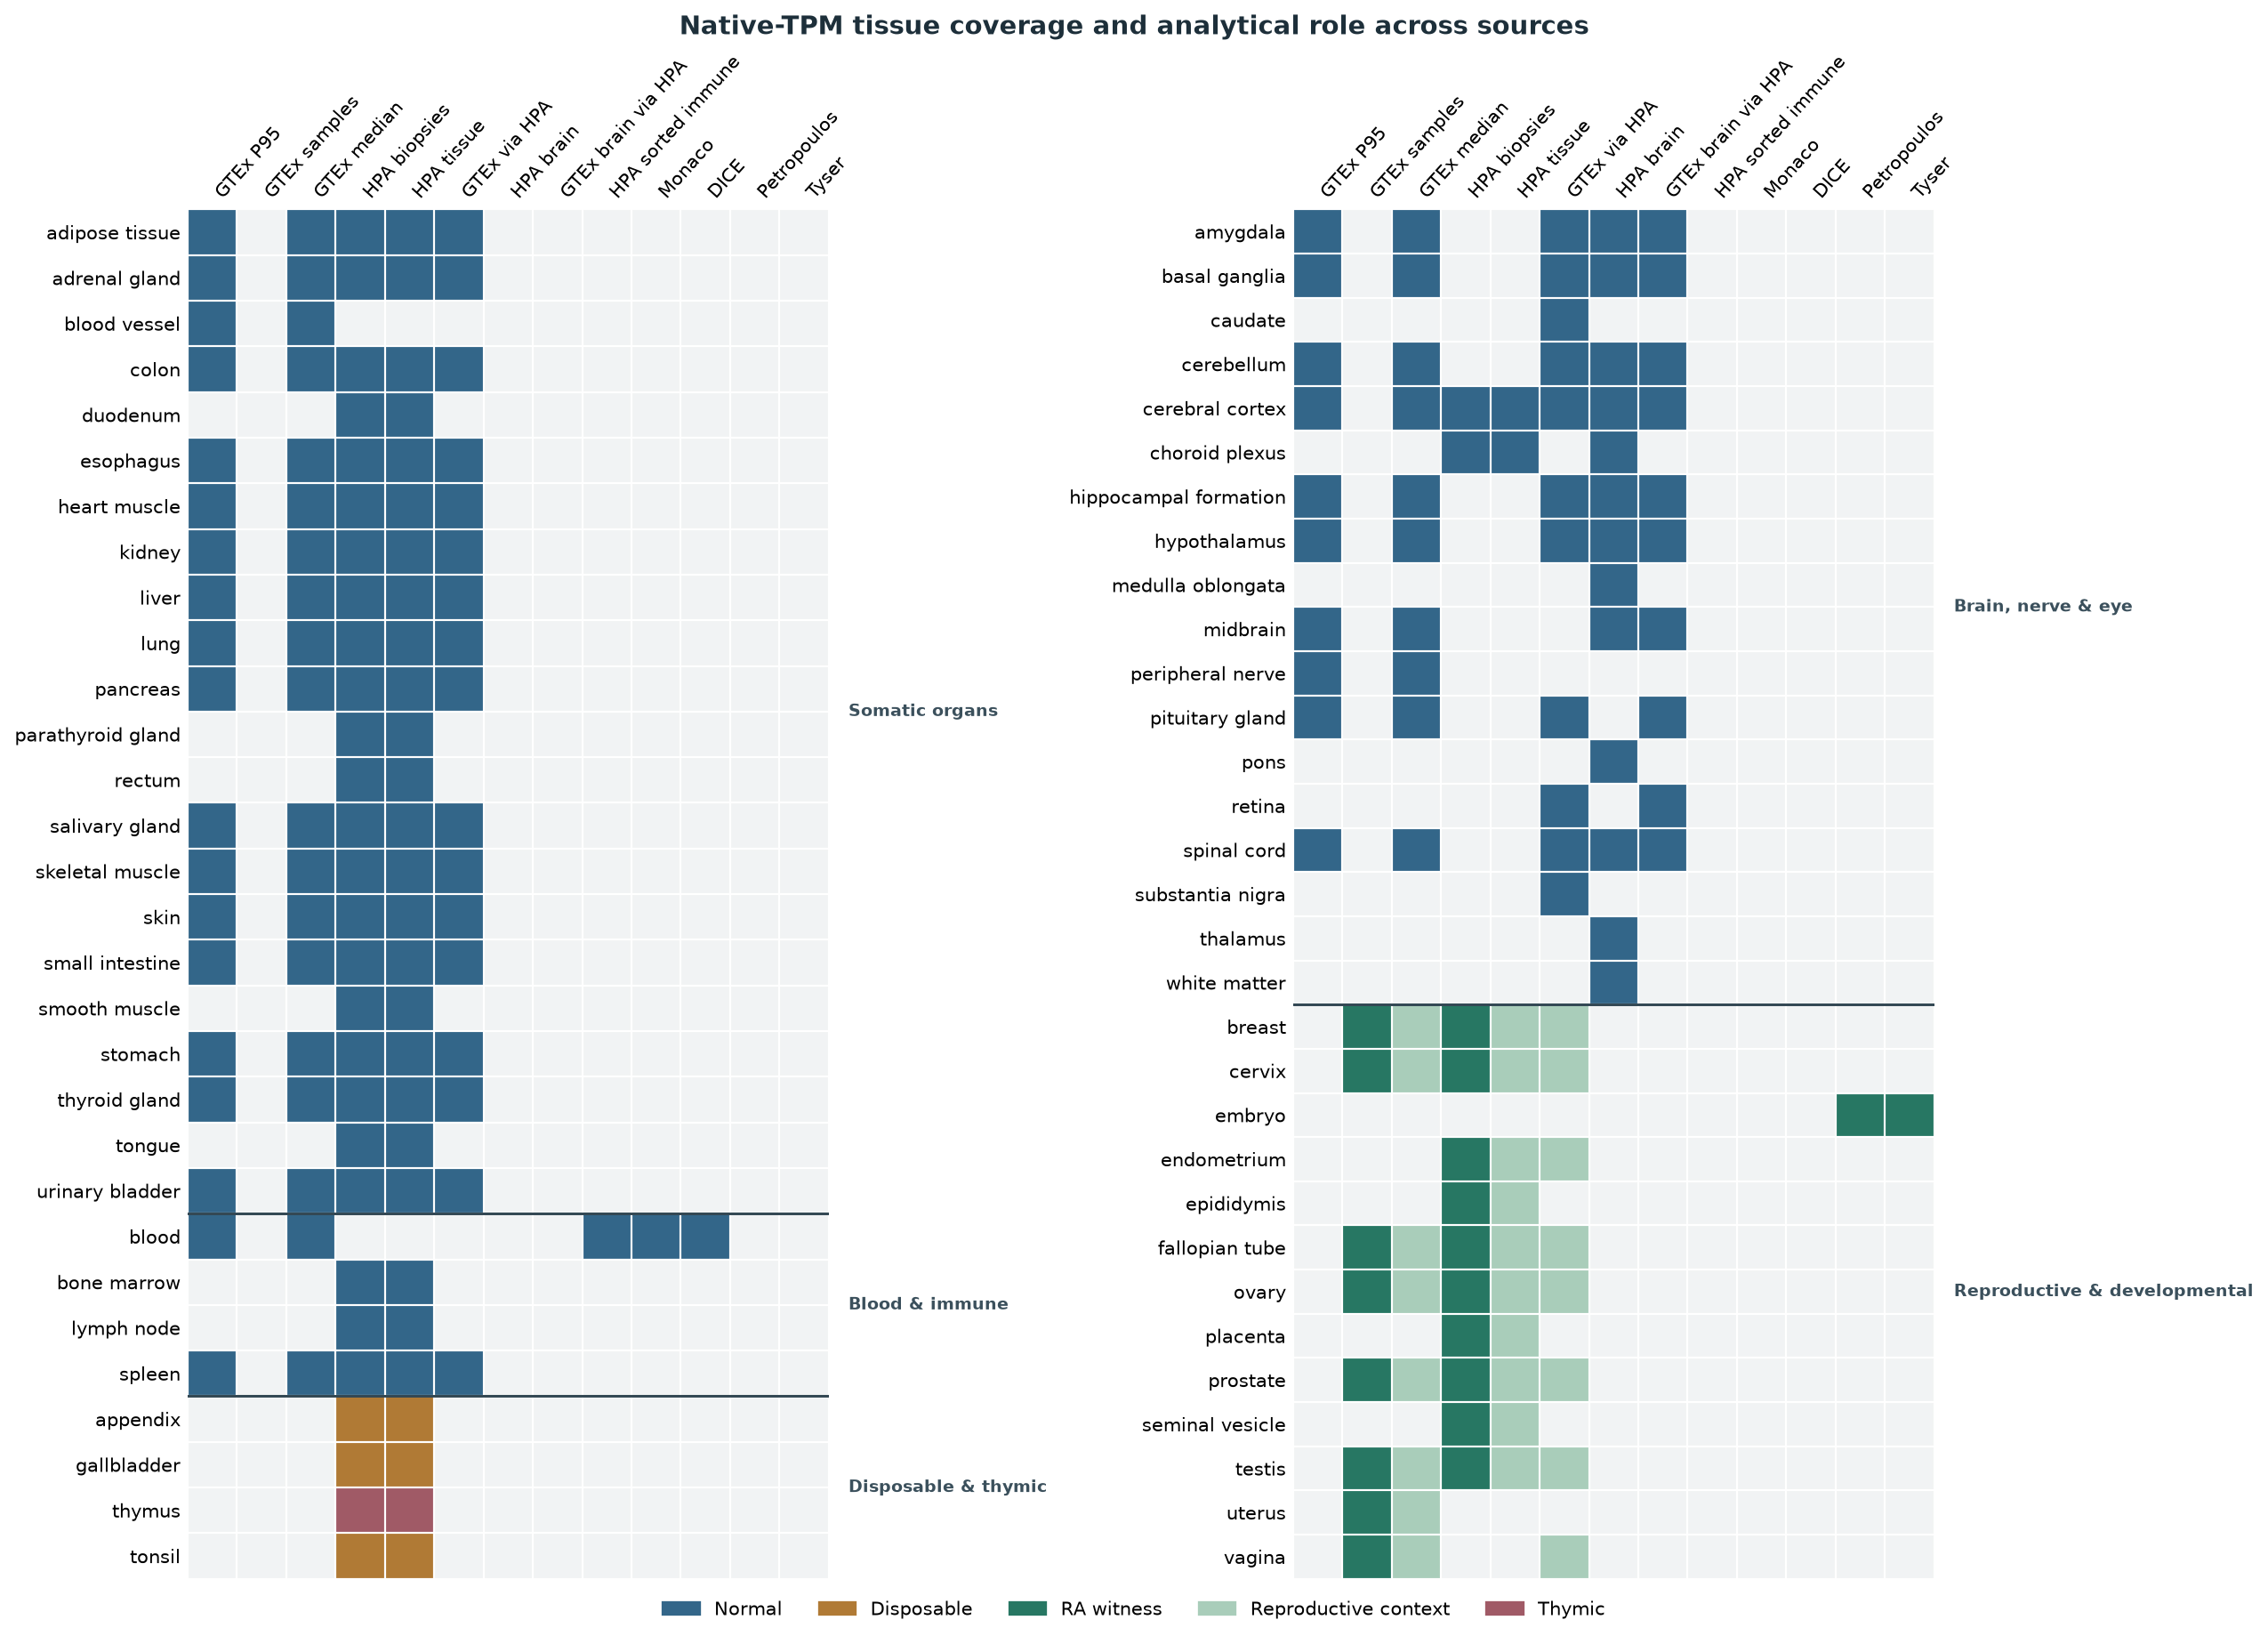 Native-TPM tissue coverage and analytical role across sources
GTEx P95
GTEx samples
GTEx median
HPA biopsies
HPA tissue
GTEx via HPA
HPA brain
GTEx brain via HPA
HPA sorted immune
Monaco
DICE
Petropoulos
Tyser
adipose tissue
adrenal gland
blood vessel
colon
duodenum
esophagus
heart muscle
kidney
liver
lung
pancreas
parathyroid gland
rectum
salivary gland
skeletal muscle
skin
small intestine
smooth muscle
stomach
thyroid gland
tongue
urinary bladder
blood
bone marrow
lymph node
spleen
appendix
gallbladder
thymus
tonsil
Somatic organs
Blood & immune
Disposable & thymic
GTEx P95
GTEx samples
GTEx median
HPA biopsies
HPA tissue
GTEx via HPA
HPA brain
GTEx brain via HPA
HPA sorted immune
Monaco
DICE
Petropoulos
Tyser
amygdala
basal ganglia
caudate
cerebellum
cerebral cortex
choroid plexus
hippocampal formation
hypothalamus
medulla oblongata
midbrain
peripheral nerve
pituitary gland
pons
retina
spinal cord
substantia nigra
thalamus
white matter
breast
cervix
embryo
endometrium
epididymis
fallopian tube
ovary
placenta
prostate
seminal vesicle
testis
uterus
vagina
Brain, nerve & eye
Reproductive & developmental
Normal
Disposable
RA witness
Reproductive context
Thymic